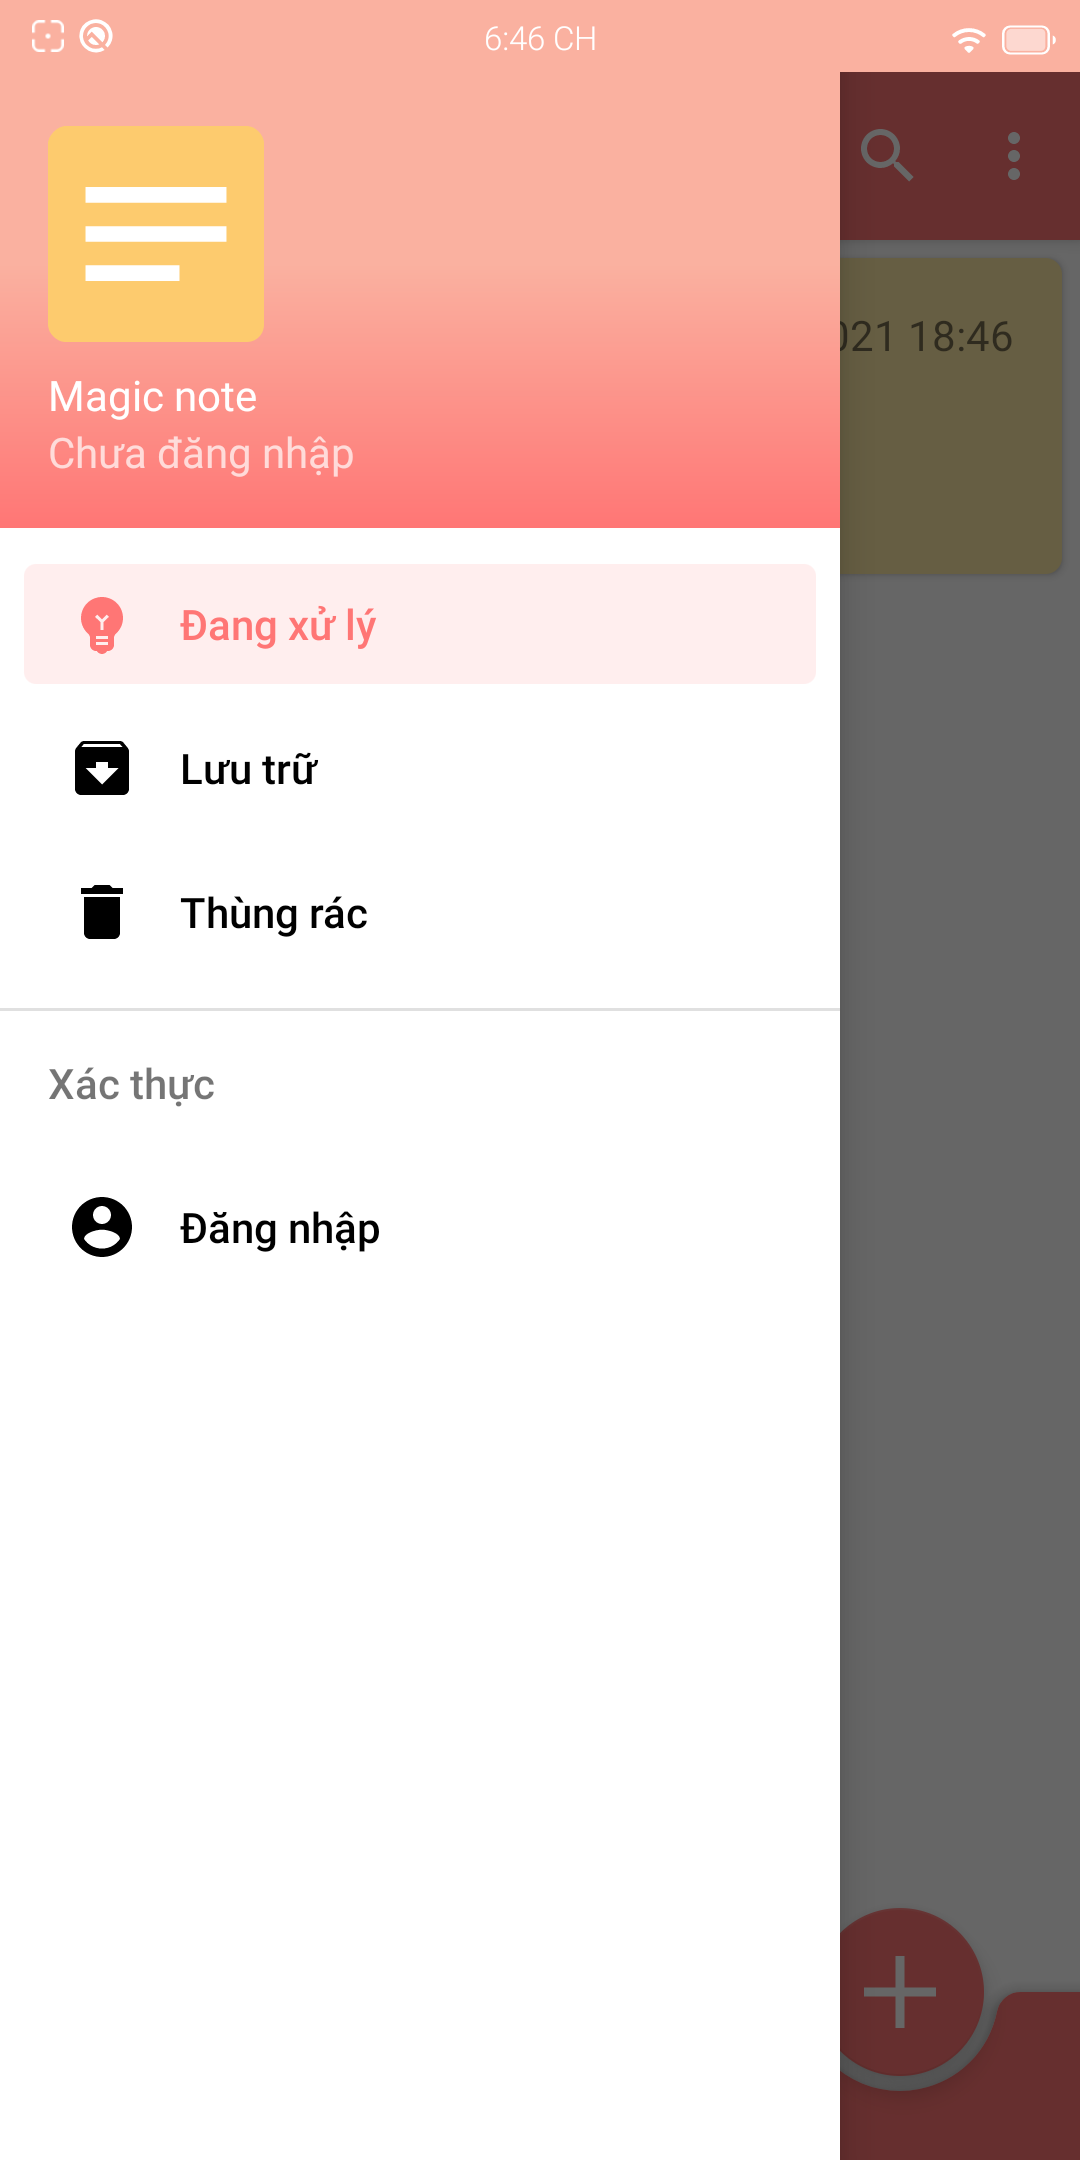 6:46 CH
Magic note
Chưa đăng nhập
021 18:46
Đang xử lý
Lưu trữ
Thùng rác
Xác thực
Đăng nhập